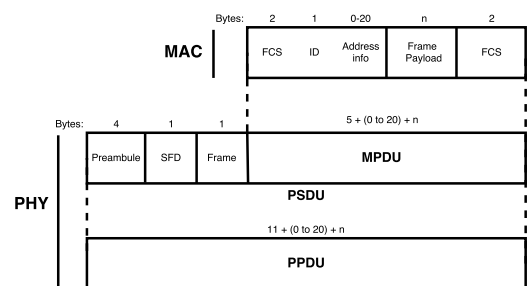 Bytes: 2 1 0-20 n 2
MAC FCS ID Address info Frame Payload FCS
Bytes: 4 1 1 5 + (0 to 20) + n
Preambule SFD Frame MPDU
PSDU
PHY
11 + (0 to 20) + n
PPDU